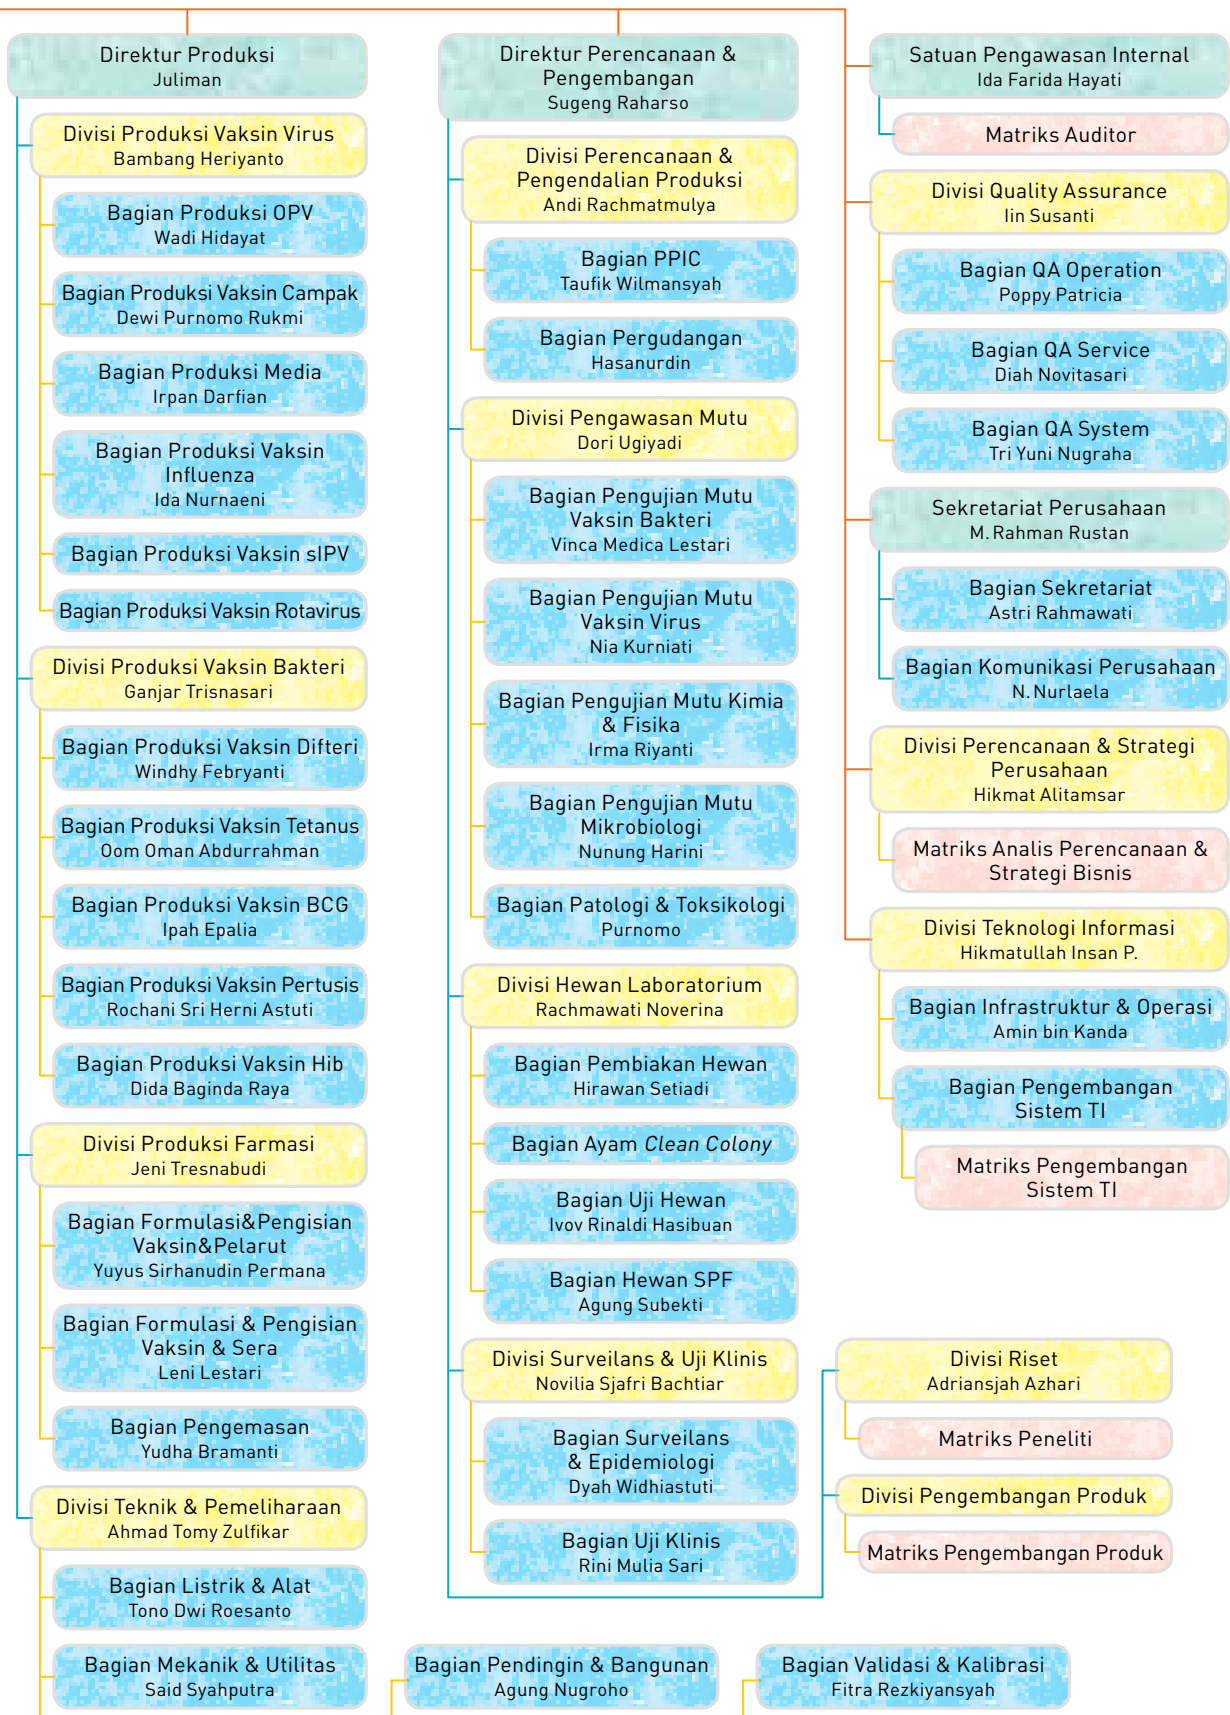 Direktur Produksi
Juliman
Divisi Produksi Vaksin Virus
Bambang Heriyanto
Bagian Produksi OPV
Wadi Hidayat
Bagian Produksi Vaksin Campak
Dewi Purnomo Rukmi
Bagian Produksi Media
Irpan Darfian
Bagian Produksi Vaksin
Influenza
Ida Nurnaeni
Bagian Produksi Vaksin sIPV
Bagian Produksi Vaksin Rotavirus
Divisi Produksi Vaksin Bakteri
Ganjar Trisnasari
Bagian Produksi Vaksin Difteri
Windhy Febryanti
Bagian Produksi Vaksin Tetanus
Oom Oman Abdurrahman
Bagian Produksi Vaksin BCG
Ipah Epalia
Bagian Produksi Vaksin Pertusis
Rochani Sri Herni Astuti
Bagian Produksi Vaksin Hib
Dida Baginda Raya
Divisi Produksi Farmasi
Jeni Tresnabudi
Bagian Formulasi&Pengisian
Vaksin&Pelarut
Yuyus Sirhanudin Permana
Bagian Formulasi & Pengisian
Vaksin & Sera
Leni Lestari
Bagian Pengemasan
Yudha Bramanti
Divisi Teknik & Pemeliharaan
Ahmad Tomy Zulfikar
Bagian Listrik & Alat
Tono Dwi Roesanto
Bagian Mekanik & Utilitas
Said Syahputra
Bagian Pendingin & Bangunan
Agung Nugroho
Bagian Validasi & Kalibrasi
Fitra Rezkiyansyah
Direktur Perencanaan &
Pengembangan
Sugeng Raharso
Divisi Perencanaan &
Pengendalian Produksi
Andi Rachmatmulya
Bagian PPIC
Taufik Wilmansyah
Bagian Pergudangan
Hasanurdin
Divisi Pengawasan Mutu
Dori Ugiyadi
Bagian Pengujian Mutu
Vaksin Bakteri
Vinca Medica Lestari
Bagian Pengujian Mutu
Vaksin Virus
Nia Kurniati
Bagian Pengujian Mutu Kimia
& Fisika
Irma Riyanti
Bagian Pengujian Mutu
Mikrobiologi
Nunung Harini
Bagian Patologi & Toksikologi
Purnomo
Divisi Hewan Laboratorium
Rachmawati Noverina
Bagian Pembiakan Hewan
Hirawan Setiadi
Bagian Ayam Clean Colony
Bagian Uji Hewan
Ivov Rinaldi Hasibuan
Bagian Hewan SPF
Agung Subekti
Divisi Surveilans & Uji Klinis
Novilia Sjafri Bachtiar
Bagian Surveilans
& Epidemiologi
Dyah Widhiastuti
Bagian Uji Klinis
Rini Mulia Sari
Divisi Riset
Adriansjah Azhari
Matriks Peneliti
Divisi Pengembangan Produk
Matriks Pengembangan Produk
Satuan Pengawasan Internal
Ida Farida Hayati
Matriks Auditor
Divisi Quality Assurance
Iin Susanti
Bagian QA Operation
Poppy Patricia
Bagian QA Service
Diah Novitasari
Bagian QA System
Tri Yuni Nugraha
Sekretariat Perusahaan
M. Rahman Rustan
Bagian Sekretariat
Astri Rahmawati
Bagian Komunikasi Perusahaan
N. Nurlaela
Divisi Perencanaan & Strategi
Perusahaan
Hikmat Alitamsar
Matriks Analis Perencanaan &
Strategi Bisnis
Divisi Teknologi Informasi
Hikmatullah Insan P.
Bagian Infrastruktur & Operasi
Amin bin Kanda
Bagian Pengembangan
Sistem TI
Matriks Pengembangan
Sistem TI